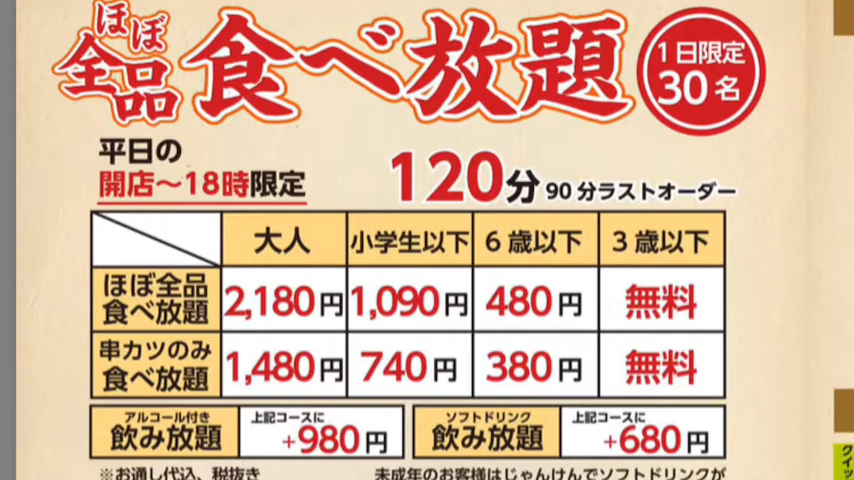 ほぼ
全品
食べ放題
1日限定
30名
平日の
開店〜18時限定
120分 90分ラストオーダー
大人 小学生以下 6歳以下 3歳以下
ほぼ全品
食べ放題 2,180円 1,090円 480円 無料
串カツのみ
食べ放題 1,480円 740円 380円 無料
アルコール付き
飲み放題
上記コースに
+980円
ソフトドリンク
飲み放題
上記コースに
+680円
※お通し代込、税抜き
未成年のお客様はじゃんけんでソフトドリンクが
クイッ